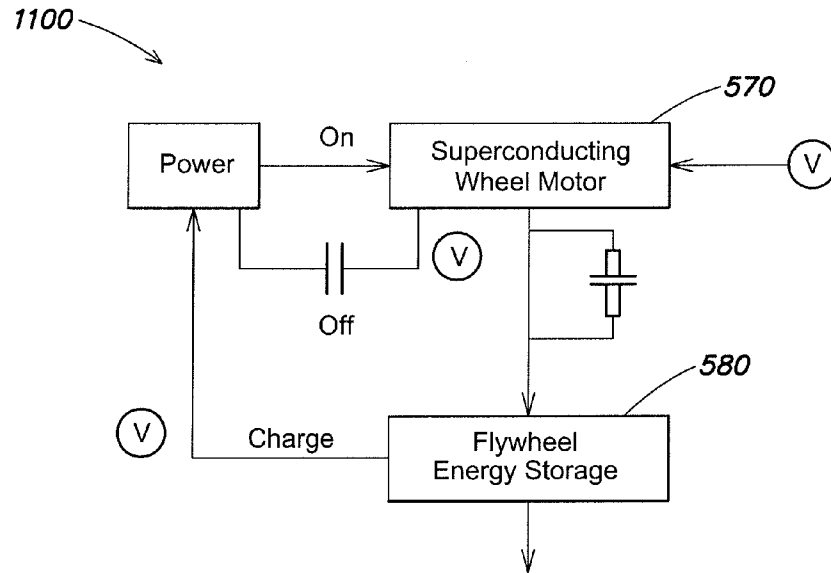 1100
570
On
Power
Superconducting
Wheel Motor
V
V
Off
580
V
Charge
Flywheel
Energy Storage